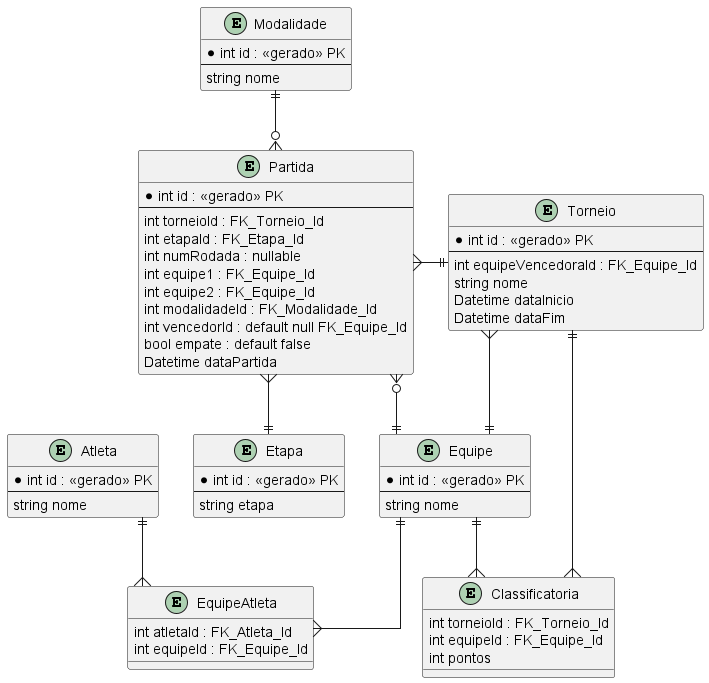 E Modalidade
int id : «gerado» PK
string nome
E Partida
int id : «gerado» PK
int torneioId : FK_Torneio_Id
int etapaId : FK_Etapa_Id
int numRodada : nullable
int equipe1 : FK_Equipe_Id
int equipe2 : FK_Equipe_Id
int modalidadeId : FK_Modalidade_Id
int vencedorId : default null FK_Equipe_Id
bool empate : default false
Datetime dataPartida
E Torneio
int id : «gerado» PK
int equipeVencedoraId : FK_Equipe_Id
string nome
Datetime dataInicio
Datetime dataFim
E Atleta
int id : «gerado» PK
string nome
E Etapa
int id : «gerado» PK
string etapa
E Equipe
int id : «gerado» PK
string nome
E EquipeAtleta
int atletaId : FK_Atleta_Id
int equipeId : FK_Equipe_Id
E Classificatoria
int torneioId : FK_Torneio_Id
int equipeId : FK_Equipe_Id
int pontos